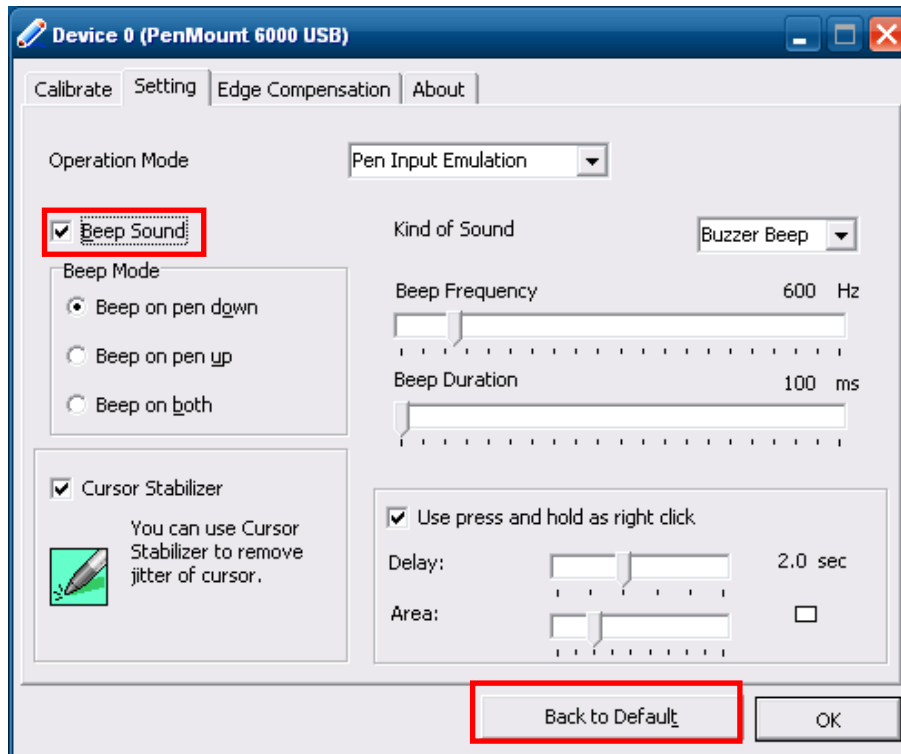 Device 0 (PenMount 6000 USB)
Calibrate Setting Edge Compensation About
Operation Mode Pen Input Emulation
Beep Sound Kind of Sound Buzzer Beep
Beep Mode
Beep on pen down
Beep on pen up
Beep on both
Beep Frequency 600 Hz
Beep Duration 100 ms
Cursor Stabilizer
You can use Cursor
Stabilizer to remove
jitter of cursor.
Use press and hold as right click
Delay: 2.0 sec
Area:
Back to Default OK